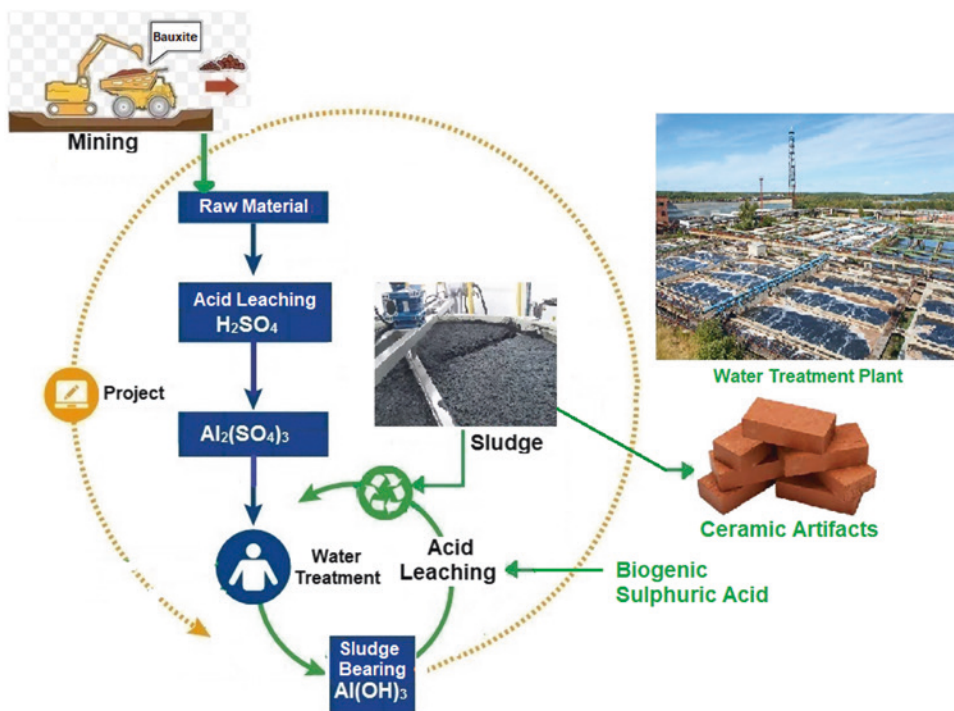 Bauxite
Mining
Raw Material
Acid Leaching
H₂SO₄
Project
Al₂(SO₄)₃
Sludge
Water
Treatment
Acid
Leaching
Sludge
Bearing
Al(OH)₃
Water Treatment Plant
Ceramic Artifacts
Biogenic
Sulphuric Acid